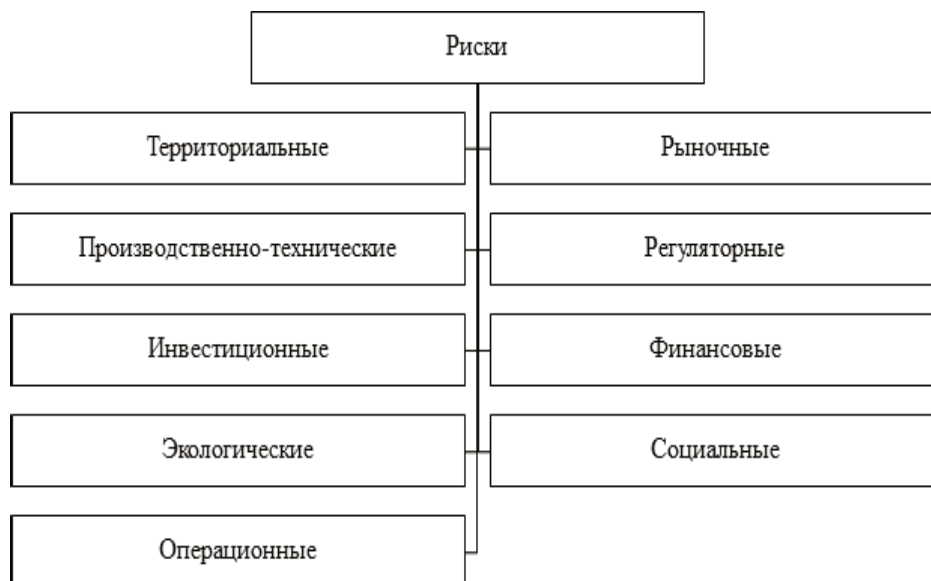 Риски
Территориальные
Рыночные
Производственно-технические
Регуляторные
Инвестиционные
Финансовые
Экологические
Социальные
Операционные